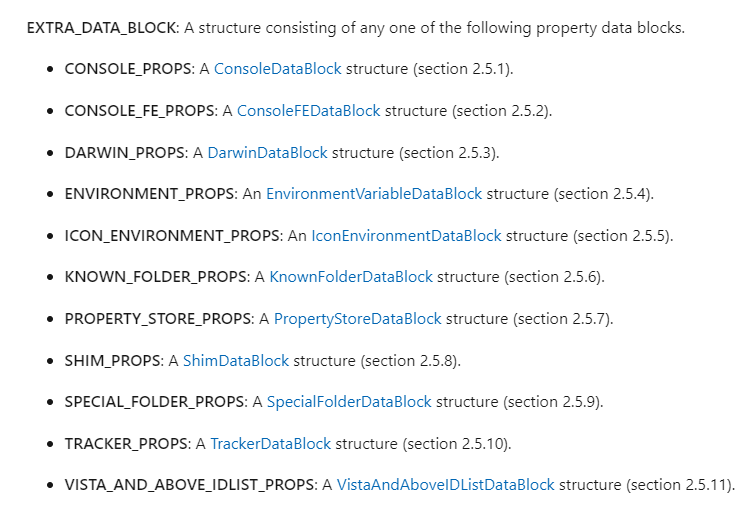 EXTRA_DATA_BLOCK: A structure consisting of any one of the following property data blocks.
• CONSOLE_PROPS: A ConsoleDataBlock structure (section 2.5.1).
• CONSOLE_FE_PROPS: A ConsoleFEDataBlock structure (section 2.5.2).
• DARWIN_PROPS: A DarwinDataBlock structure (section 2.5.3).
• ENVIRONMENT_PROPS: An EnvironmentVariableDataBlock structure (section 2.5.4).
• ICON_ENVIRONMENT_PROPS: An IconEnvironmentDataBlock structure (section 2.5.5).
• KNOWN_FOLDER_PROPS: A KnownFolderDataBlock structure (section 2.5.6).
• PROPERTY_STORE_PROPS: A PropertyStoreDataBlock structure (section 2.5.7).
• SHIM_PROPS: A ShimDataBlock structure (section 2.5.8).
• SPECIAL_FOLDER_PROPS: A SpecialFolderDataBlock structure (section 2.5.9).
• TRACKER_PROPS: A TrackerDataBlock structure (section 2.5.10).
• VISTA_AND_ABOVE_IDLIST_PROPS: A VistaAndAboveIDListDataBlock structure (section 2.5.11).